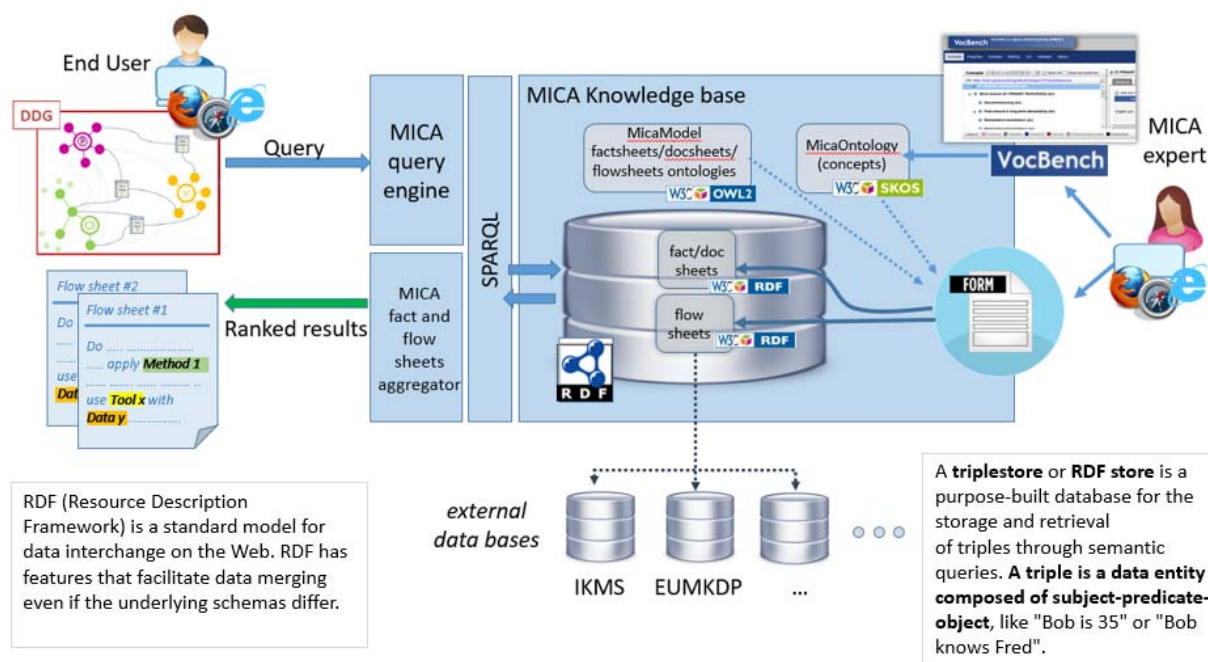 End User
DDG
Query
MICA
query
engine
MICA
fact and
flow
sheets
aggregator
SPARQL
Ranked results
Flow sheet #2
Do
use
Dat
Flow sheet #1
Do ..... ......................
..... apply Method 1
use Tool x with
Data y
MICA Knowledge base
MicaModel
factsheets/docsheets/
flowsheets ontologies
W3C OWL2
MicaOntology
(concepts)
W3C SKOS
fact/doc
sheets
W3C RDF
flow
sheets
W3C RDF
RDF
FORM
VocBench
Concepts
VocBench
MICA
expert
external
data bases
IKMS
EUMKDP
...
RDF (Resource Description
Framework) is a standard model for
data interchange on the Web. RDF has
features that facilitate data merging
even if the underlying schemas differ.
A triplestore or RDF store is a
purpose-built database for the
storage and retrieval
of triples through semantic
queries. A triple is a data entity
composed of subject-predicate-
object, like "Bob is 35" or "Bob
knows Fred".